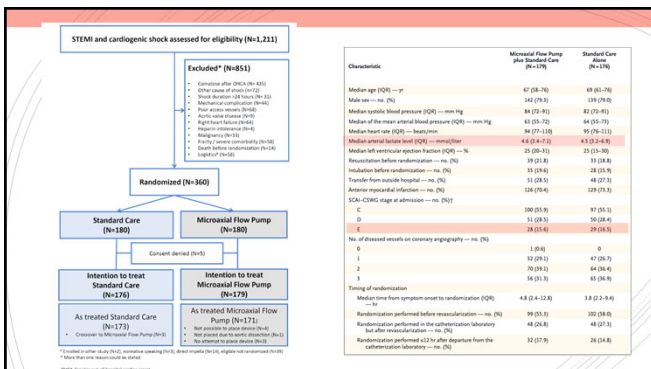 STEMI and cardiogenic shock assessed for eligibility (N=1,211)
Excluded* (N=851)
• Comatose after OHCA (N= 435)
• Other cause of shock (n=72)
• Shock duration >24 hours (N= 31)
• Mechanical complication (N=44)
• Poor access vessels (N=68)
• Aortic valve disease (N=9)
• Right heart failure (N=64)
• Heparin intolerance (N=4)
• Malignancy (N=33)
• Frailty / severe comorbidity (N=58)
• Death before randomization (N=14)
• Logistics* (N=58)
Randomized (N=360)
Standard Care
(N=180)
Microaxial Flow Pump
(N=180)
Consent denied (N=5)
Intention to treat
Standard Care
(N=176)
Intention to treat
Microaxial Flow Pump
(N=179)
As treated Standard Care
(N=173)
• Crossover to Microaxial Flow Pump (N=3)
As treated Microaxial Flow
Pump (N=171)
• Not possible to place device (N=4)
• Not placed due to aortic dissection (N=1)
• No attempt to place device (N=3)
* More than one reason could be stated
Characteristic
Microaxial Flow Pump
plus Standard Care
(N=179)
Standard Care
Alone
(N=176)
Median age (IQR) — yr 67 (58–76) 69 (61–76)
Male sex — no. (%) 142 (79.3) 139 (79.0)
Median systolic blood pressure (IQR) — mm Hg 84 (72–91) 82 (72–91)
Median of the mean arterial blood pressure (IQR) — mm Hg 63 (55–72) 64 (55–73)
Median heart rate (IQR) — beats/min 94 (77–110) 95 (76–111)
Median arterial lactate level (IQR) — mmol/liter 4.6 (3.4–7.1) 4.5 (3.2–6.9)
Median left ventricular ejection fraction (IQR) — % 25 (20–31) 25 (15–30)
Resuscitation before randomization — no. (%) 39 (21.8) 33 (18.8)
Intubation before randomization — no. (%) 35 (19.6) 28 (15.9)
Transfer from outside hospital — no. (%) 51 (28.5) 48 (27.3)
Anterior myocardial infarction — no. (%) 126 (70.4) 129 (73.3)
SCAI–CSWG stage at admission — no. (%)†
C 100 (55.9) 97 (55.1)
D 51 (28.5) 50 (28.4)
E 28 (15.6) 29 (16.5)
No. of diseased vessels on coronary angiography — no. (%)
0 1 (0.6) 0
1 52 (29.1) 47 (26.7)
2 70 (39.1) 64 (36.4)
3 56 (31.3) 65 (36.9)
Timing of randomization
Median time from symptom onset to randomization (IQR)
— hr 4.8 (2.4–12.8) 3.8 (2.2–9.4)
Randomization performed before revascularization — no. (%) 99 (55.3) 102 (58.0)
Randomization performed in the catheterization laboratory
but after revascularization — no. (%) 48 (26.8) 48 (27.3)
Randomization performed ≤12 hr after departure from the
catheterization laboratory — no. (%) 32 (17.9) 26 (14.8)